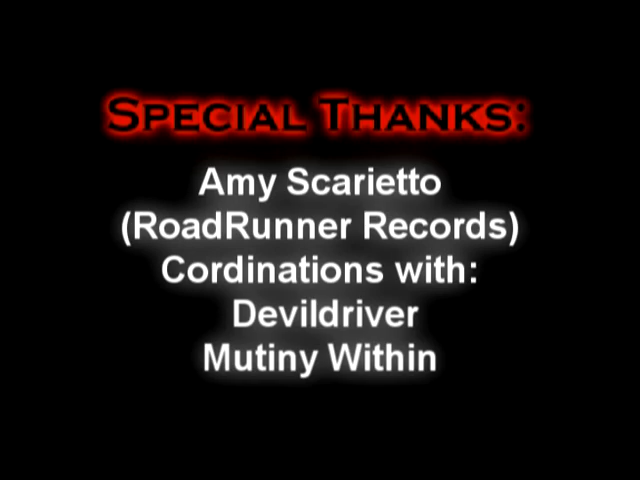 SPECIAL THANKS:
Amy Scarietto
(RoadRunner Records)
Cordinations with:
Devildriver
Mutiny Within